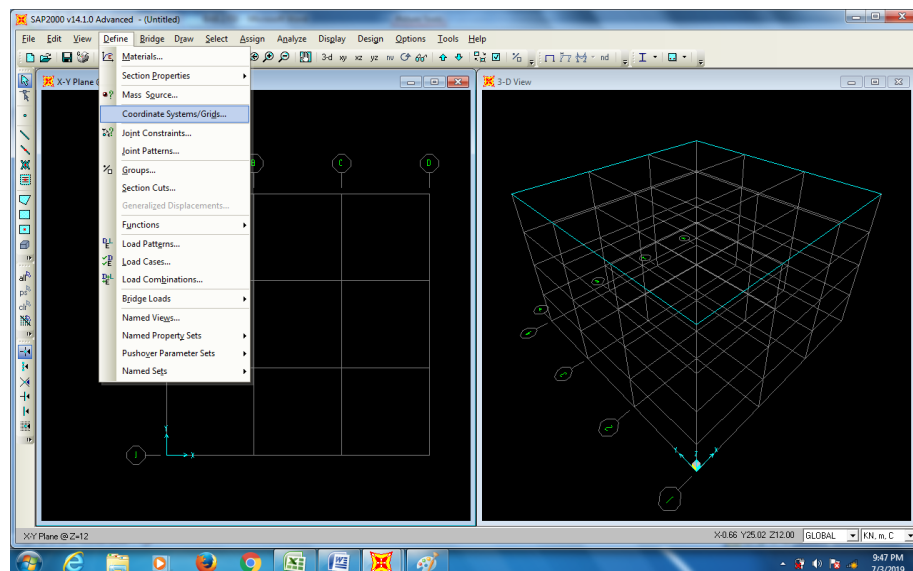 SAP2000 v14.1.0 Advanced - (Untitled)
File Edit View Define Bridge Draw Select Assign Analyze Display Design Options Tools Help
3-d xy xz yz nv
nd
X-Y Plane
3-D View
Materials...
Section Properties
Mass Source...
Coordinate Systems/Grids...
Joint Constraints...
Joint Patterns...
Groups...
Section Cuts...
Generalized Displacements...
Functions
Load Patterns...
Load Cases...
Load Combinations...
Bridge Loads
Named Views...
Named Property Sets
Pushover Parameter Sets
Named Sets
all
ps
clr
B
C
D
1
Y
X
Y
Z
X
X-Y Plane @ Z=12
X-0.66 Y25.02 Z12.00
GLOBAL
KN, m, C
9:47 PM
7/3/2019